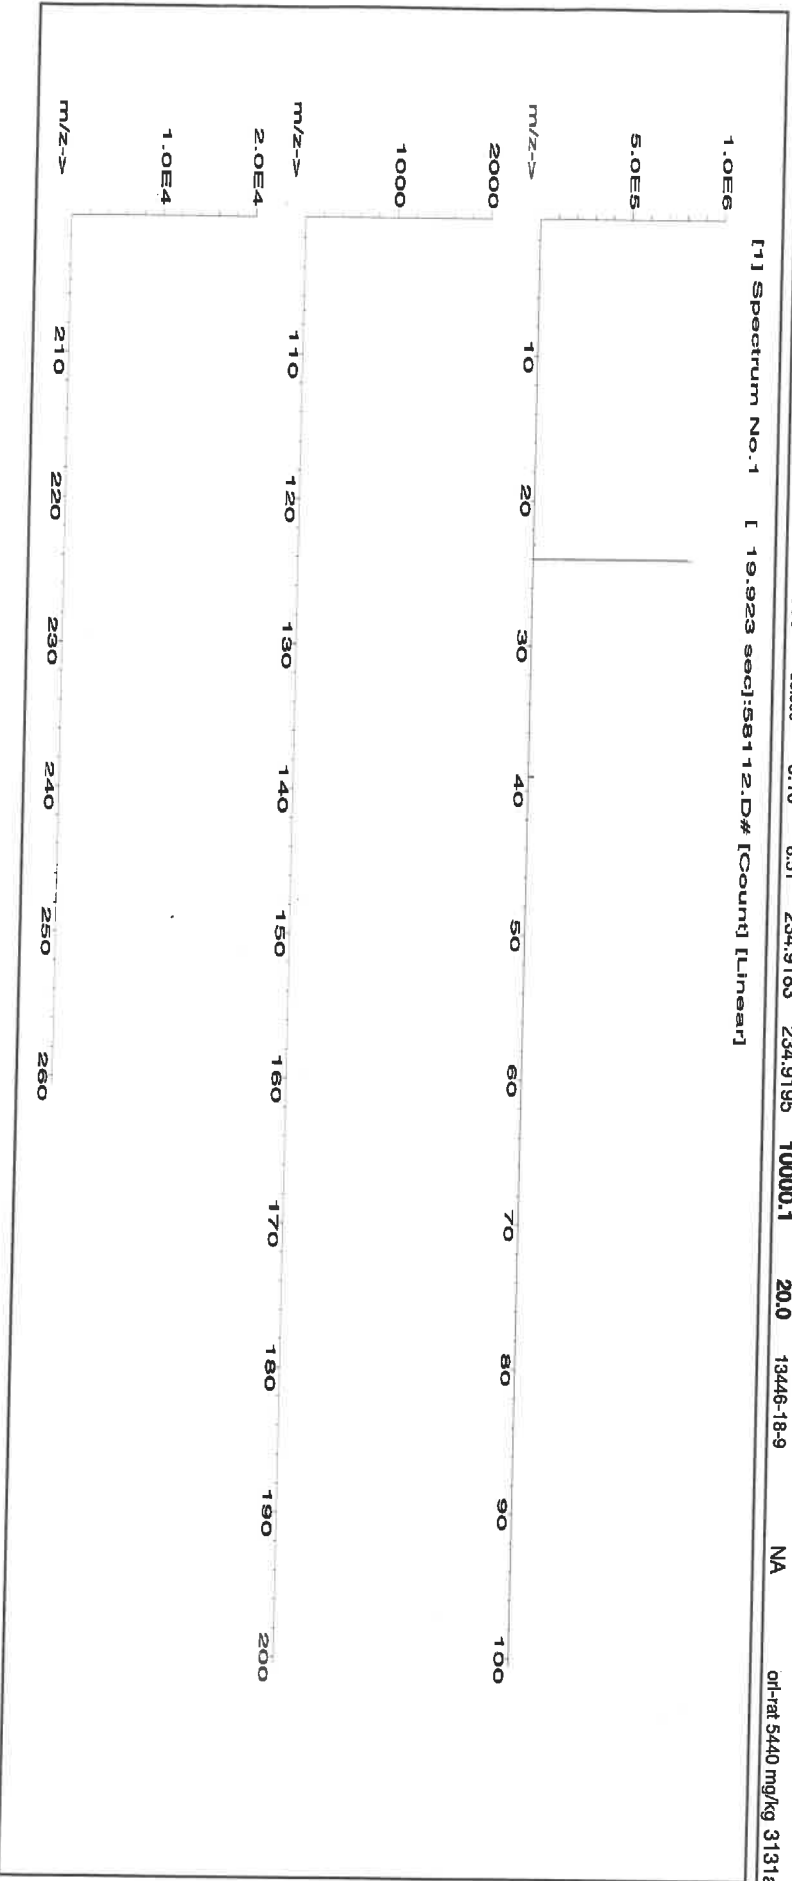 234.9195 10000.1 20.0 13446-18-9 NA orl-rat 5440 mg/kg 3131
[1] Spectrum No.1 [ 19.923 sec]:58112.D# [Count] [Linear]
1.0E6
5.0E5
m/z-> 10 20 30 40 50 60 70 80 90 100
2000
1000
m/z-> 110 120 130 140 150 160 170 180 190 200
2.0E4
1.0E4
m/z-> 210 220 230 240 250 260